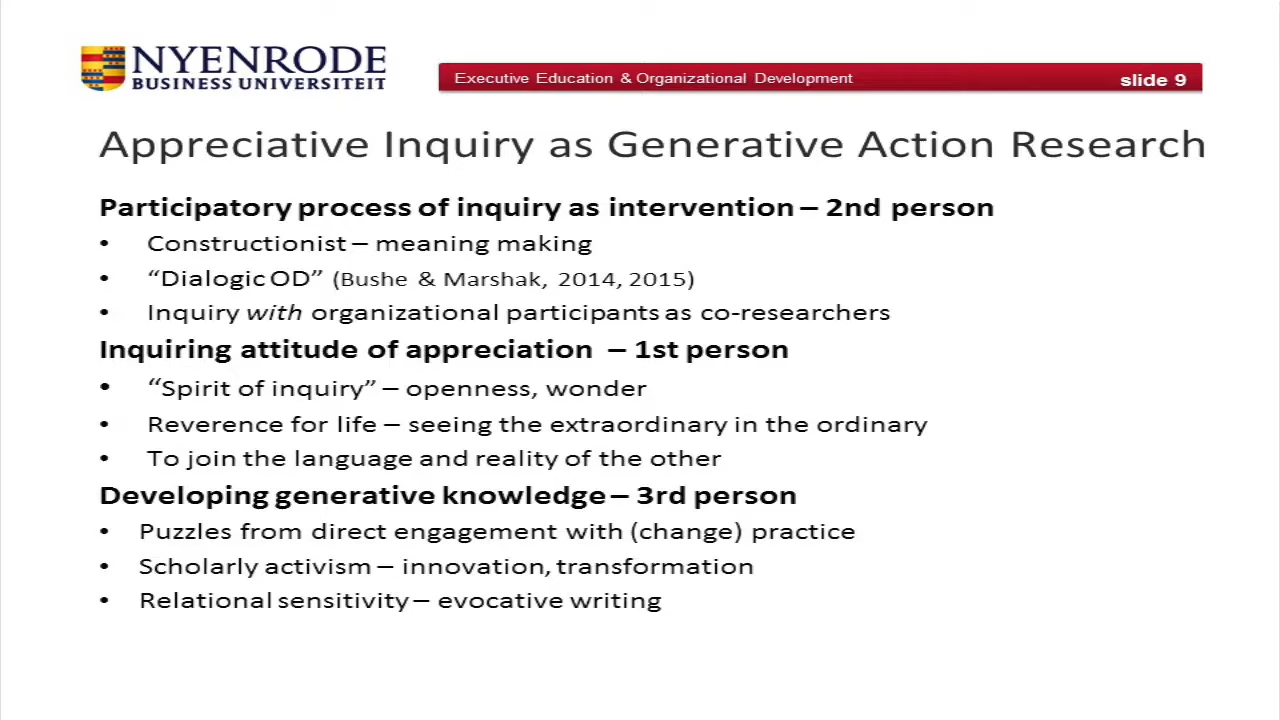 NYENRODE
BUSINESS UNIVERSITEIT
Executive Education & Organizational Development
slide 9
Appreciative Inquiry as Generative Action Research
Participatory process of inquiry as intervention – 2nd person
• Constructionist – meaning making
• “Dialogic OD” (Bushe & Marshak, 2014, 2015)
• Inquiry with organizational participants as co-researchers
Inquiring attitude of appreciation – 1st person
• “Spirit of inquiry” – openness, wonder
• Reverence for life – seeing the extraordinary in the ordinary
• To join the language and reality of the other
Developing generative knowledge – 3rd person
• Puzzles from direct engagement with (change) practice
• Scholarly activism – innovation, transformation
• Relational sensitivity – evocative writing